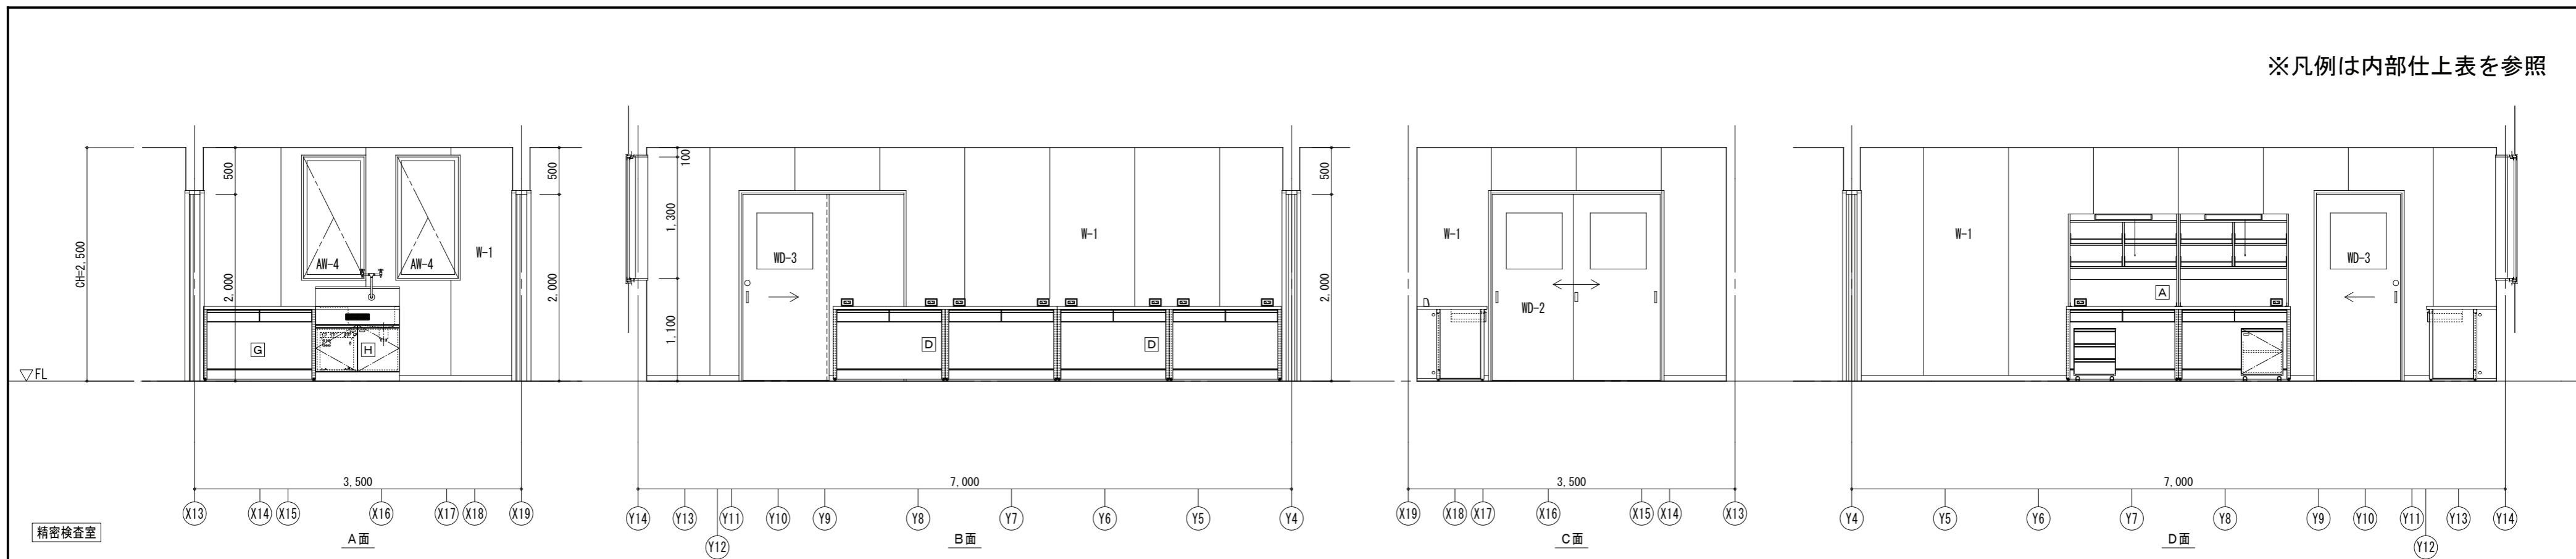 ※凡例は内部仕上表を参照
CH=2,500
500
2,000
AW-4
AW-4
W-1
G
H
500
2,000
▽FL
3,500
X13
X14
X15
X16
X17
X18
X19
A面
100
1,300
1,100
WD-3
W-1
D
D
500
2,000
7,000
Y14
Y13
Y12
Y11
Y10
Y9
Y8
Y7
Y6
Y5
Y4
B面
W-1
WD-2
3,500
X19
X18
X17
X16
X15
X14
X13
C面
W-1
A
WD-3
7,000
Y4
Y5
Y6
Y7
Y8
Y9
Y10
Y11
Y12
Y13
Y14
D面
精密検査室